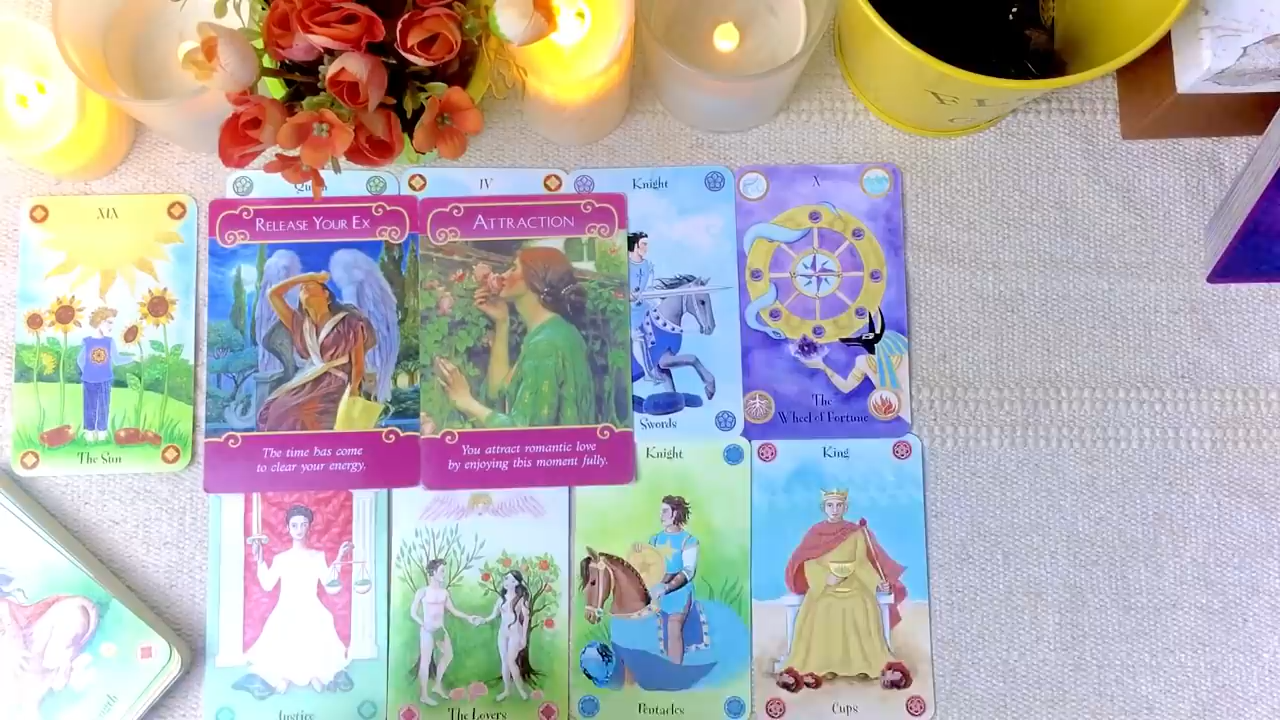 IV
Knight
X
XIX
RELEASE YOUR EX
ATTRACTION
The
Wheel of Fortune
Swords
The time has come
to clear your energy.
You attract romantic love
by enjoying this moment fully.
The Sun
Knight
King
Justice
The Lovers
Pentacles
Cups